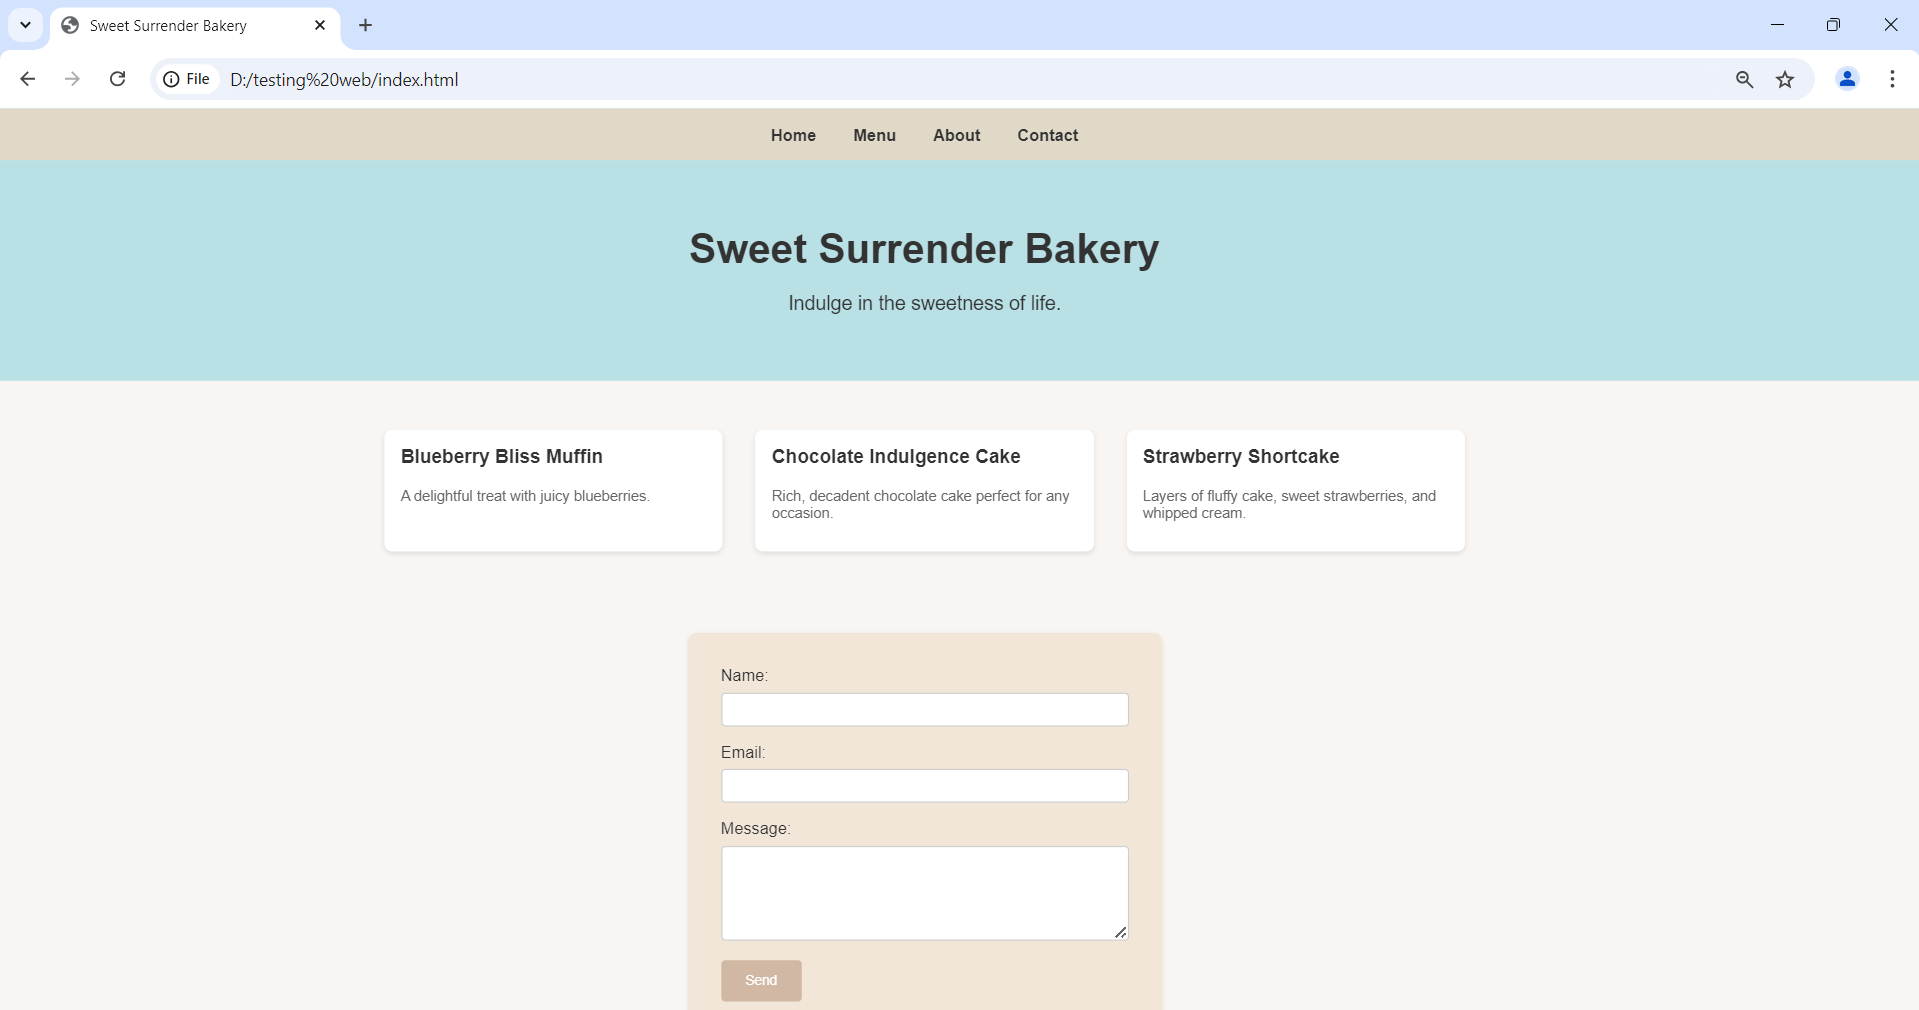 Sweet Surrender Bakery
File D:/testing%20web/index.html
Home Menu About Contact
Sweet Surrender Bakery
Indulge in the sweetness of life.
Blueberry Bliss Muffin
A delightful treat with juicy blueberries.
Chocolate Indulgence Cake
Rich, decadent chocolate cake perfect for any
occasion.
Strawberry Shortcake
Layers of fluffy cake, sweet strawberries, and
whipped cream.
Name:
Email:
Message:
Send